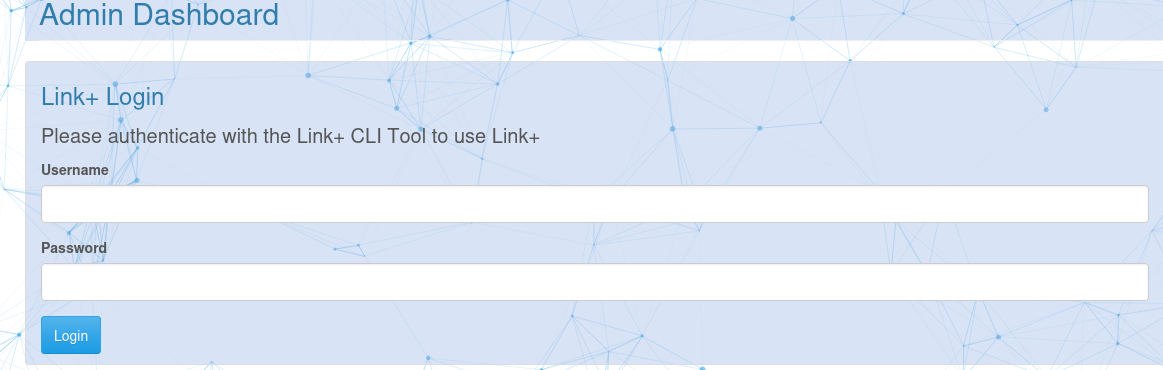 Admin Dashboard
Link+ Login
Please authenticate with the Link+ CLI Tool to use Link+
Username
Password
Login